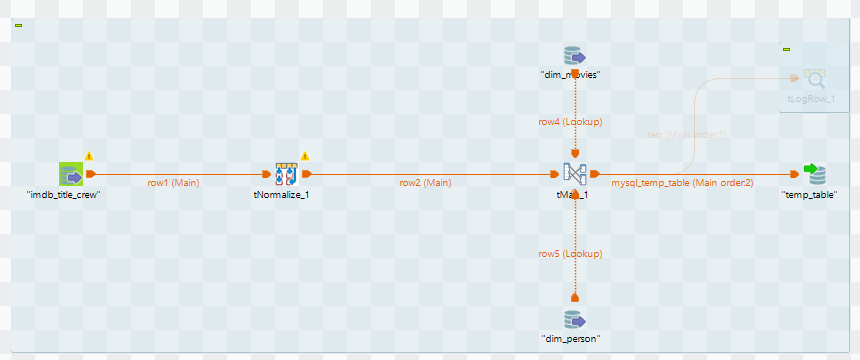 "dim_movies"
tLogRow_1
row4 (Lookup)
test (Main order:1)
"imdb_title_crew"
row1 (Main)
tNormalize_1
row2 (Main)
tMap_1
mysql_temp_table (Main order:2)
"temp_table"
row5 (Lookup)
"dim_person"